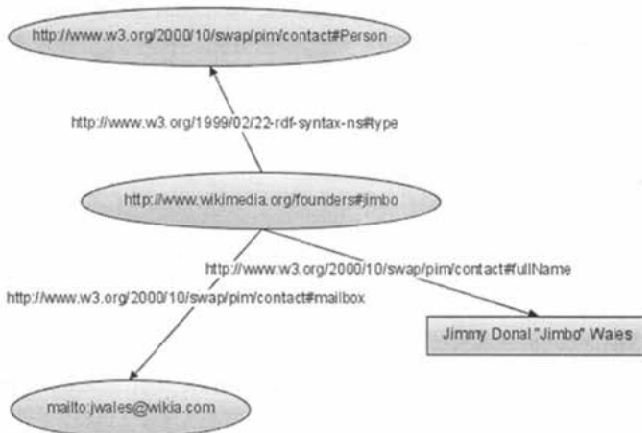 http://www.w3.org/2000/10/swap/pim/contact#Person
http://www.w3.org/1999/02/22-rdf-syntax-ns#type
http://www.wikimedia.org/founders#jimbo
http://www.w3.org/2000/10/swap/pim/contact#fullName
http://www.w3.org/2000/10/swap/pim/contact#mailbox
Jimmy Donal "Jimbo" Wales
mailto:jwales@wikia.com